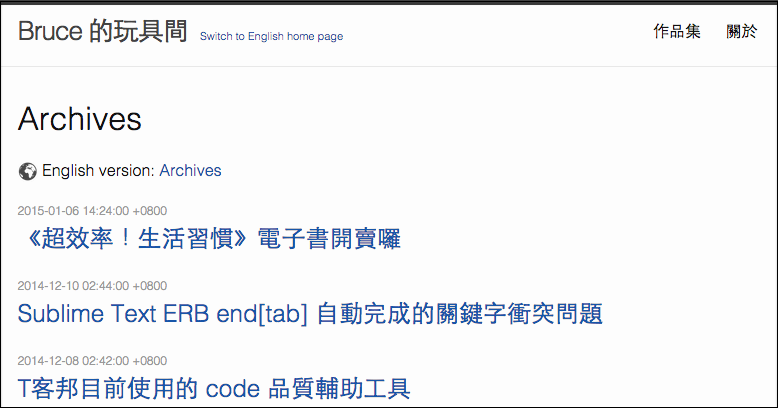 Bruce 的玩具間 Switch to English home page 作品集 關於
Archives
English version: Archives
2015-01-06 14:24:00 +0800
《超效率！生活習慣》電子書開賣囉
2014-12-10 02:44:00 +0800
Sublime Text ERB end[tab] 自動完成的關鍵字衝突問題
2014-12-08 02:42:00 +0800
T客邦目前使用的 code 品質輔助工具